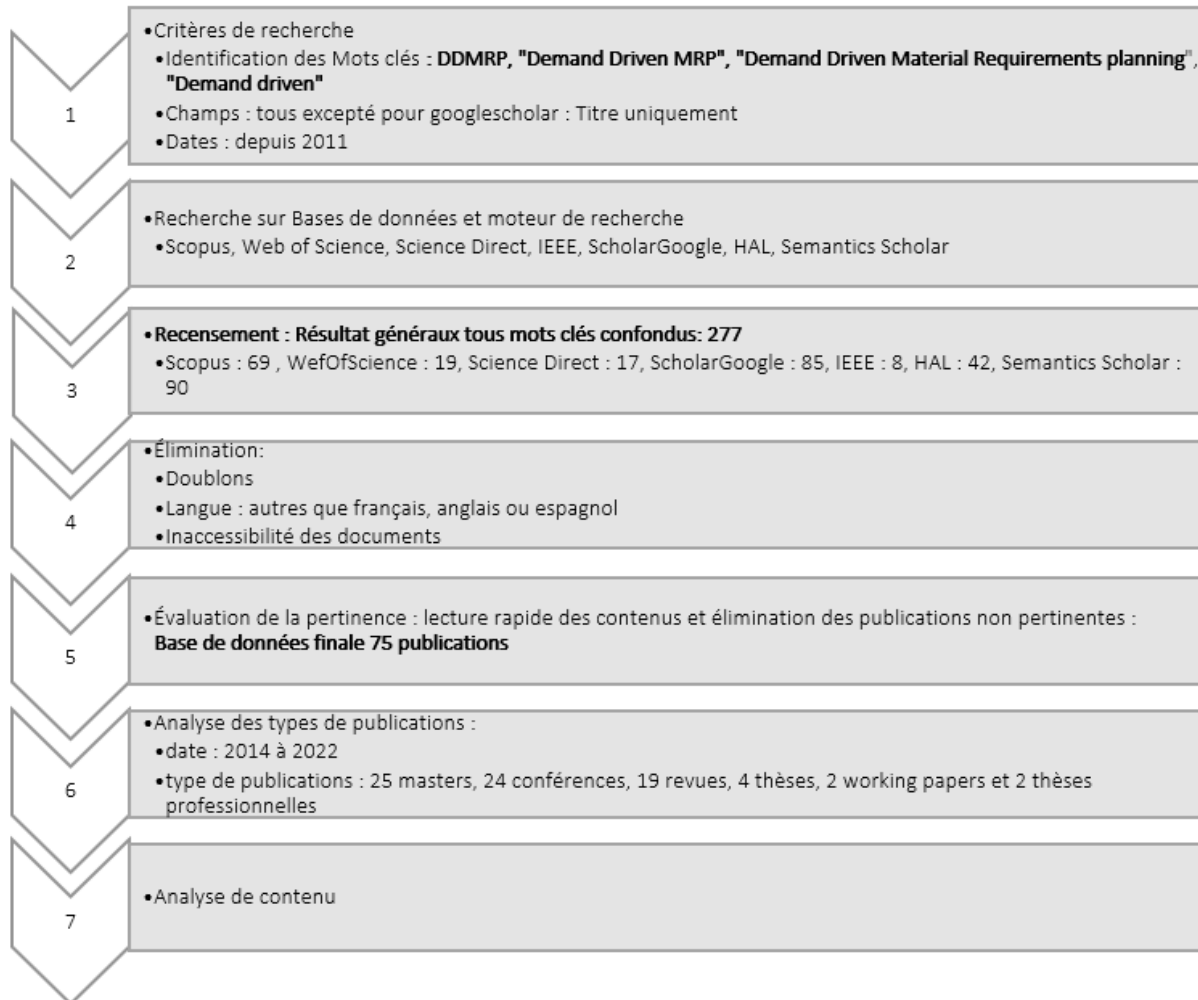 1
•Critères de recherche
•Identification des Mots clés : DDMRP, "Demand Driven MRP", "Demand Driven Material Requirements planning",
"Demand driven"
•Champs : tous excepté pour googlescholar : Titre uniquement
•Dates : depuis 2011
2
•Recherche sur Bases de données et moteur de recherche
•Scopus, Web of Science, Science Direct, IEEE, ScholarGoogle, HAL, Semantics Scholar
3
•Recensement : Résultat généraux tous mots clés confondus: 277
•Scopus : 69 , WefOfScience : 19, Science Direct : 17, ScholarGoogle : 85, IEEE : 8, HAL : 42, Semantics Scholar :
90
4
•Élimination:
•Doublons
•Langue : autres que français, anglais ou espagnol
•Inaccessibilité des documents
5
•Évaluation de la pertinence : lecture rapide des contenus et élimination des publications non pertinentes :
Base de données finale 75 publications
6
•Analyse des types de publications :
•date : 2014 à 2022
•type de publications : 25 masters, 24 conférences, 19 revues, 4 thèses, 2 working papers et 2 thèses
professionnelles
7
•Analyse de contenu